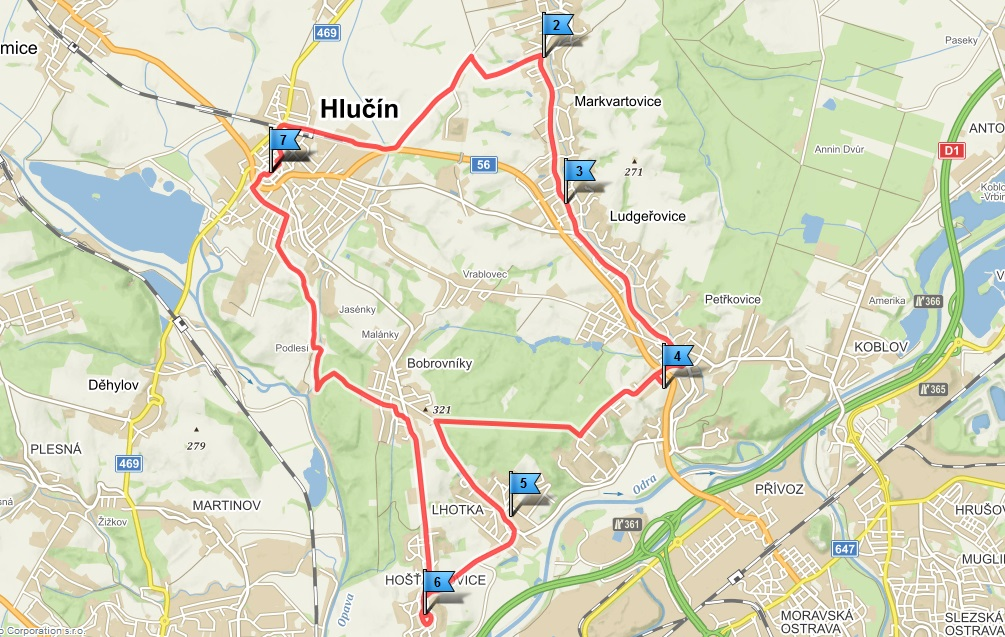 469
2
Paseky
mice
Markvartovice
Hlučín
7
Annin Dvůr
D1
ANTO
56
271
3
Ludgeřovice
Vrablovec
Petřkovice
Amerika
366
Jasénky
4
KOBLOV
Podlesí
Malánky
Bobrovníky
Děhylov
365
321
279
PLESNÁ
469
5
Odra
PŘÍVOZ
MARTINOV
LHOTKA
361
HRUŠOV
Žižkov
647
MUGLI
HOŠŤ
VICE
6
Opava
MORAVSKÁ
OSTRAVA
SLEZSKÁ
OSTRAVA
Corporation s.r.o.